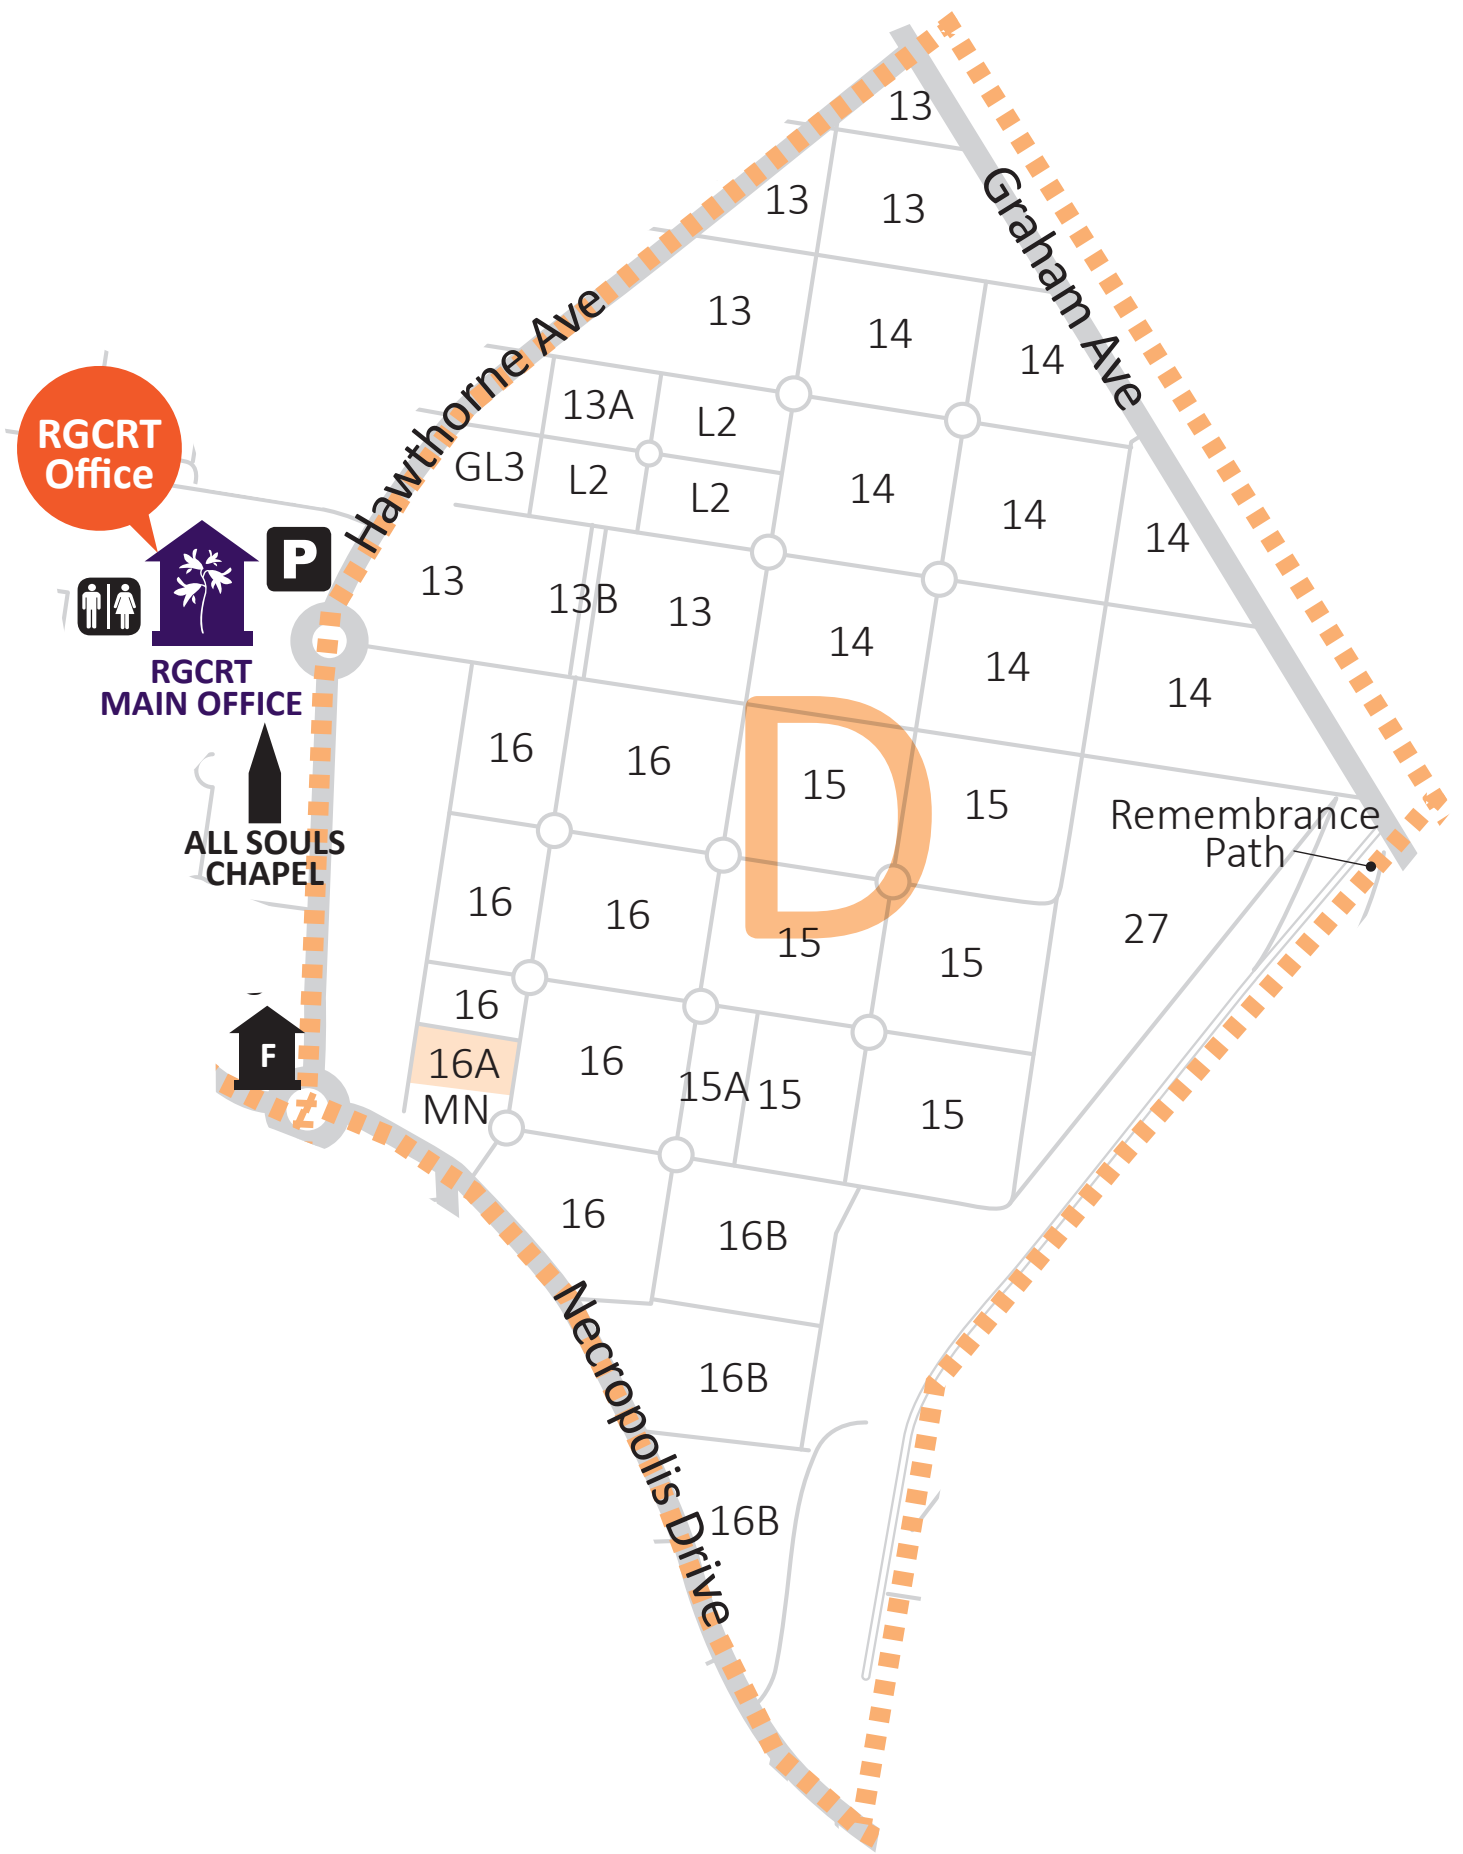 13
Graham Ave
13
13
Hawthorne Ave
13
14
14
RGCRT
Office
13A
L2
GL3
L2
L2
14
14
14
P
13
13B
13
14
14
14
RGCRT
MAIN OFFICE
16
16
D
15
15
Remembrance
Path
ALL SOULS
CHAPEL
16
16
15
15
27
16
F
16A
16
15A
15
MN
15
16
16B
Necropolis Drive
16B
16B